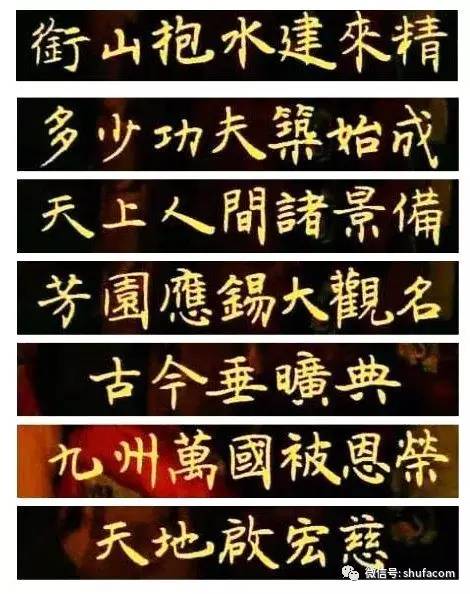 銜山抱水建來精
多少功夫築始成
天上人間諸景備
芳園應錫大觀名
古今垂曠典
九州萬國被恩榮
天地啟宏慈
微信号: shufacom